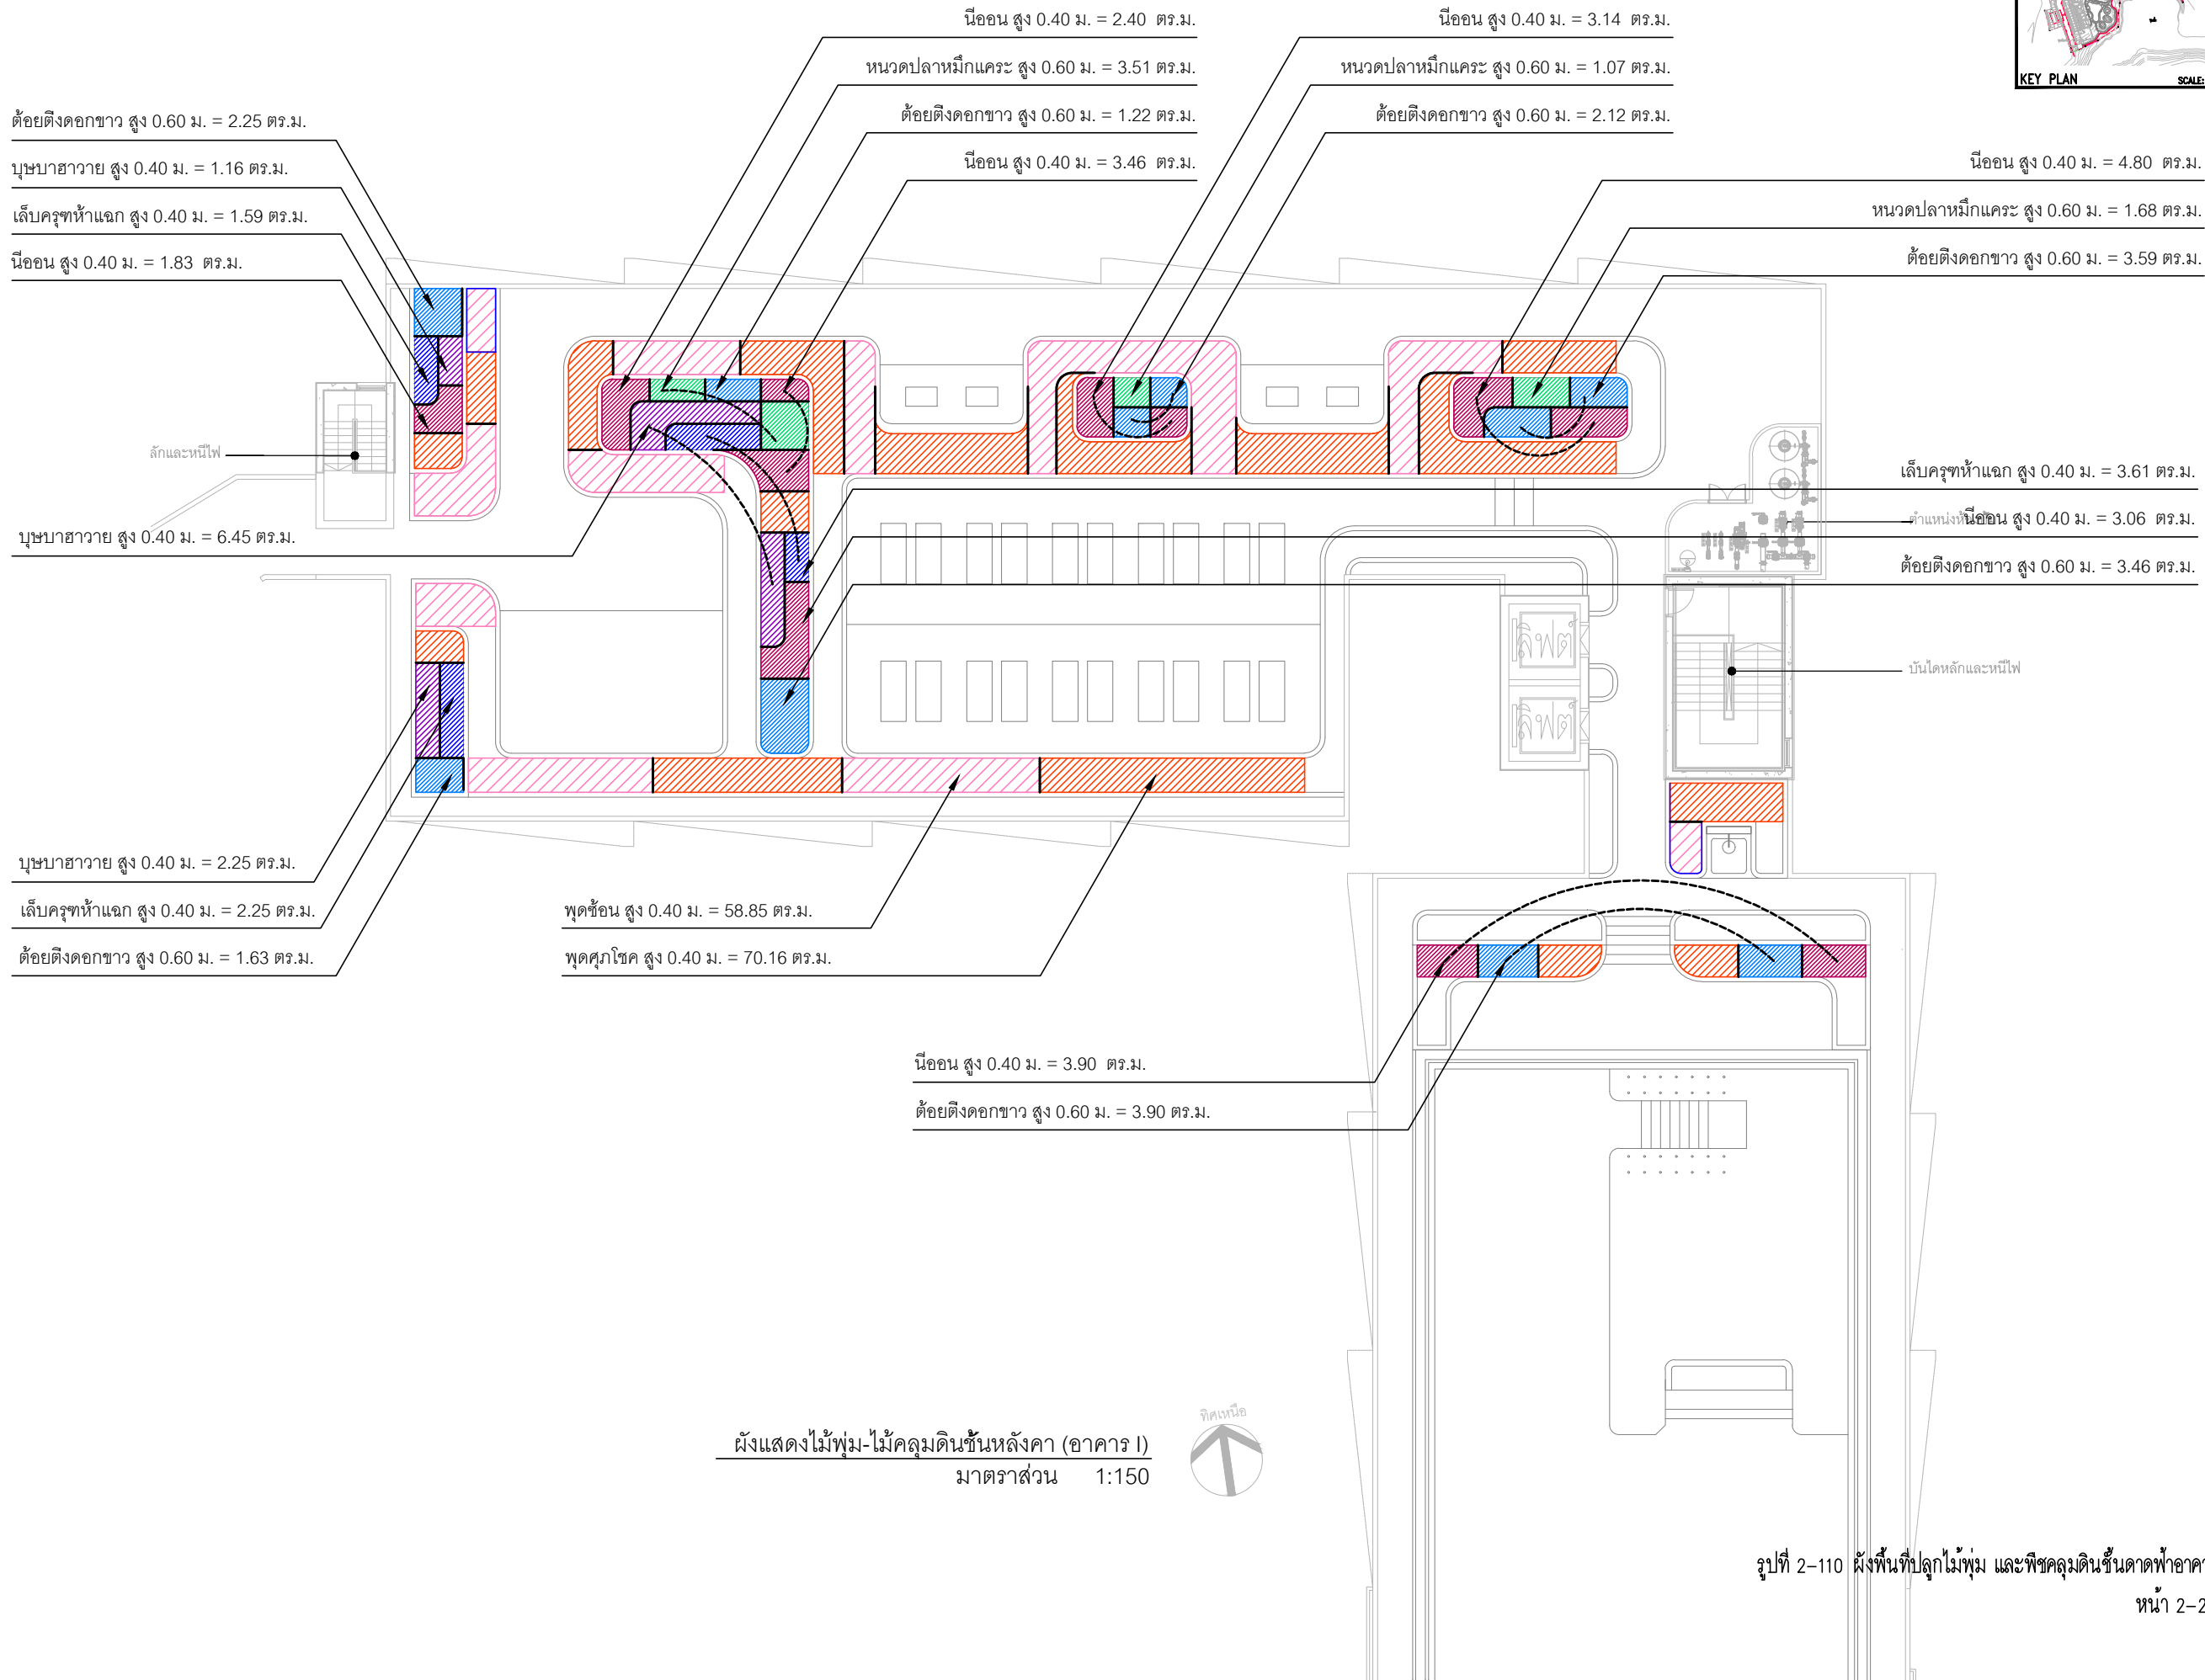 KEY PLAN
SCALE:
นีออน สูง 0.40 ม. = 2.40 ตร.ม.
หนวดปลาหมึกแคระ สูง 0.60 ม. = 3.51 ตร.ม.
ต้อยติ่งดอกขาว สูง 0.60 ม. = 1.22 ตร.ม.
นีออน สูง 0.40 ม. = 3.46 ตร.ม.
นีออน สูง 0.40 ม. = 3.14 ตร.ม.
หนวดปลาหมึกแคระ สูง 0.60 ม. = 1.07 ตร.ม.
ต้อยติ่งดอกขาว สูง 0.60 ม. = 2.12 ตร.ม.
นีออน สูง 0.40 ม. = 4.80 ตร.ม.
หนวดปลาหมึกแคระ สูง 0.60 ม. = 1.68 ตร.ม.
ต้อยติ่งดอกขาว สูง 0.60 ม. = 3.59 ตร.ม.
ต้อยติ่งดอกขาว สูง 0.60 ม. = 2.25 ตร.ม.
บุษบาฮาวาย สูง 0.40 ม. = 1.16 ตร.ม.
เล็บครุฑห้าแฉก สูง 0.40 ม. = 1.59 ตร.ม.
นีออน สูง 0.40 ม. = 1.83 ตร.ม.
ลักและหนีไฟ
บุษบาฮาวาย สูง 0.40 ม. = 6.45 ตร.ม.
เล็บครุฑห้าแฉก สูง 0.40 ม. = 3.61 ตร.ม.
นีออน สูง 0.40 ม. = 3.06 ตร.ม.
ต้อยติ่งดอกขาว สูง 0.60 ม. = 3.46 ตร.ม.
ลิฟต์
ลิฟต์
บันไดหลักและหนีไฟ
บุษบาฮาวาย สูง 0.40 ม. = 2.25 ตร.ม.
เล็บครุฑห้าแฉก สูง 0.40 ม. = 2.25 ตร.ม.
ต้อยติ่งดอกขาว สูง 0.60 ม. = 1.63 ตร.ม.
พุดซ้อน สูง 0.40 ม. = 58.85 ตร.ม.
พุดศุภโชค สูง 0.40 ม. = 70.16 ตร.ม.
นีออน สูง 0.40 ม. = 3.90 ตร.ม.
ต้อยติ่งดอกขาว สูง 0.60 ม. = 3.90 ตร.ม.
ทิศเหนือ
ผังแสดงไม้พุ่ม-ไม้คลุมดินชั้นหลังคา (อาคาร I)
มาตราส่วน 1:150
รูปที่ 2-110 ผังพื้นที่ปลูกไม้พุ่ม และพืชคลุมดินชั้นดาดฟ้าอาคา
หน้า 2-2